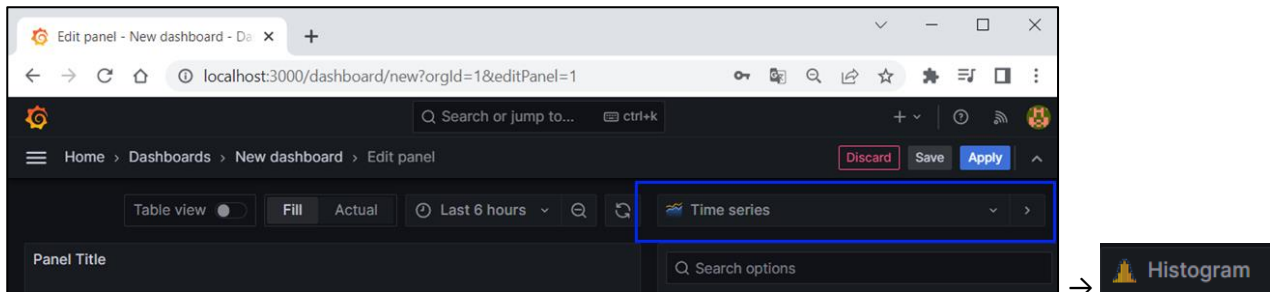 Edit panel - New dashboard - Da
localhost:3000/dashboard/new?orgId=1&editPanel=1
Search or jump to... ctrl+k
Home › Dashboards › New dashboard › Edit panel Discard Save Apply
Table view Fill Actual Last 6 hours Time series
Panel Title Search options
→ Histogram